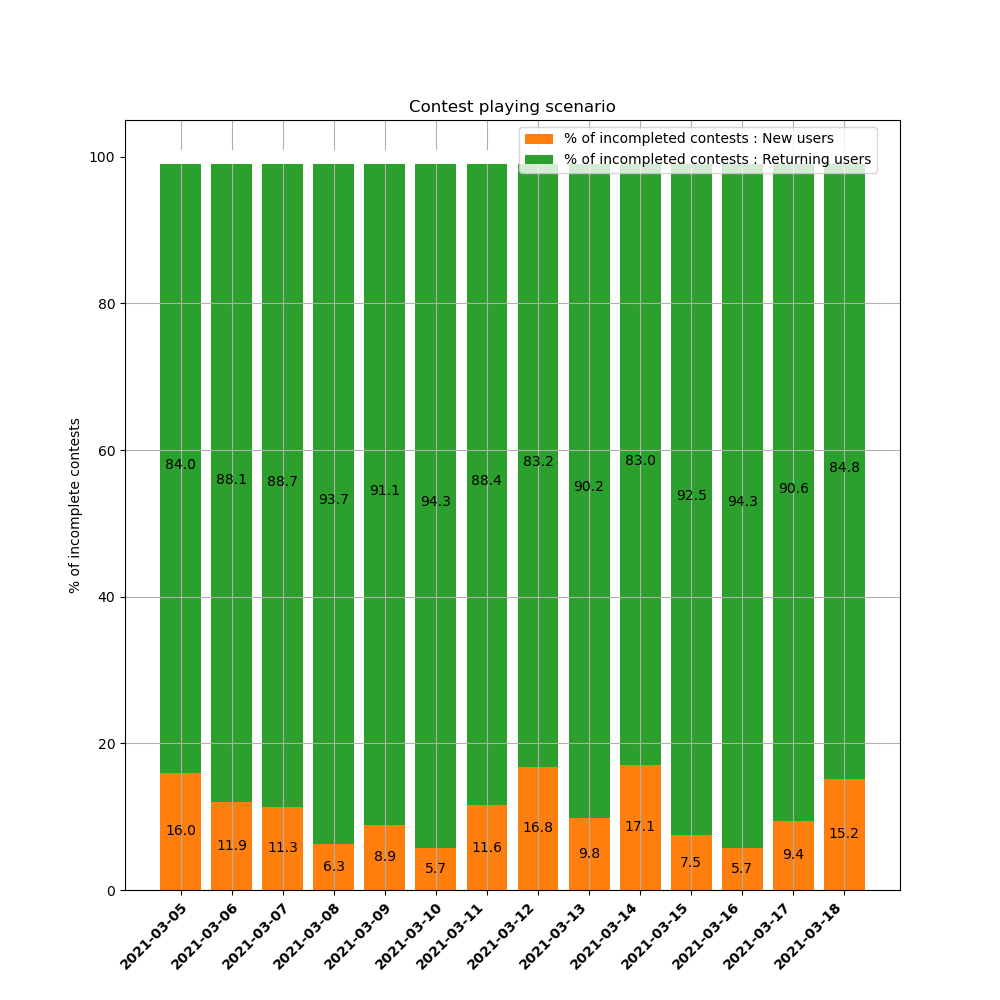 Contest playing scenario
% of incompleted contests : New users
% of incompleted contests : Returning users
% of incomplete contests
100
80
60
40
20
0
84.0 88.1 88.7 93.7 91.1 94.3 88.4 83.2 90.2 83.0 92.5 94.3 90.6 84.8
16.0 11.9 11.3 6.3 8.9 5.7 11.6 16.8 9.8 17.1 7.5 5.7 9.4 15.2
2021-03-05 2021-03-06 2021-03-07 2021-03-08 2021-03-09 2021-03-10 2021-03-11 2021-03-12 2021-03-13 2021-03-14 2021-03-15 2021-03-16 2021-03-17 2021-03-18